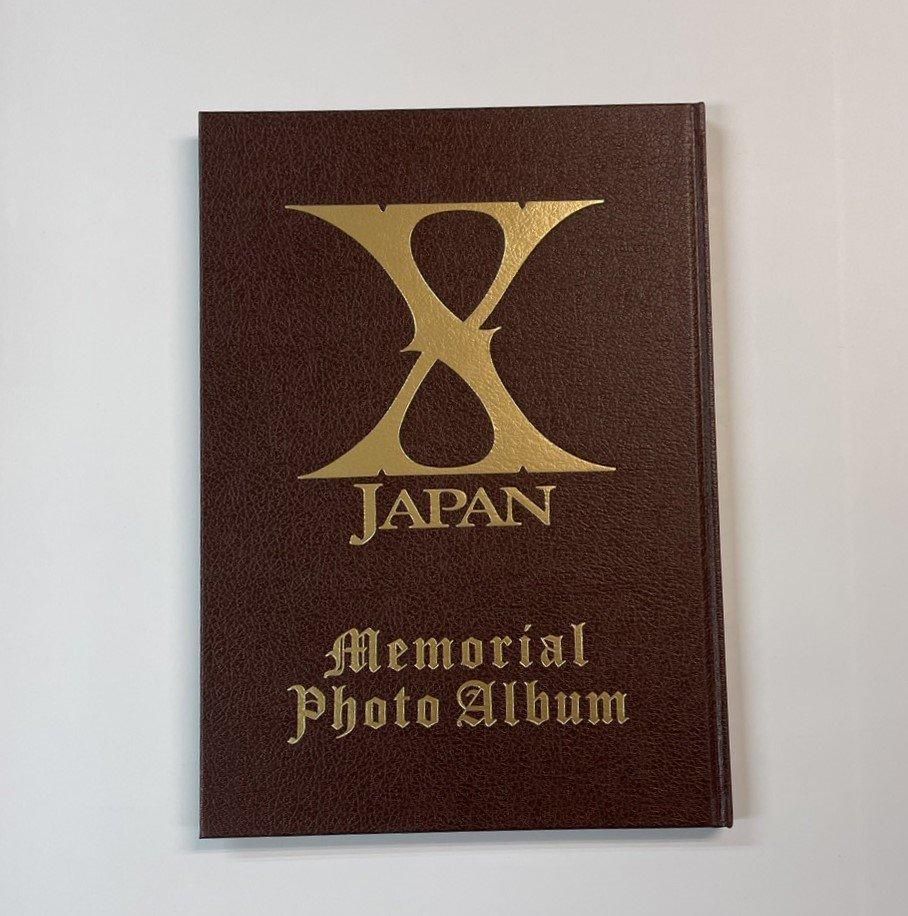 X
JAPAN
Memorial
Photo Album